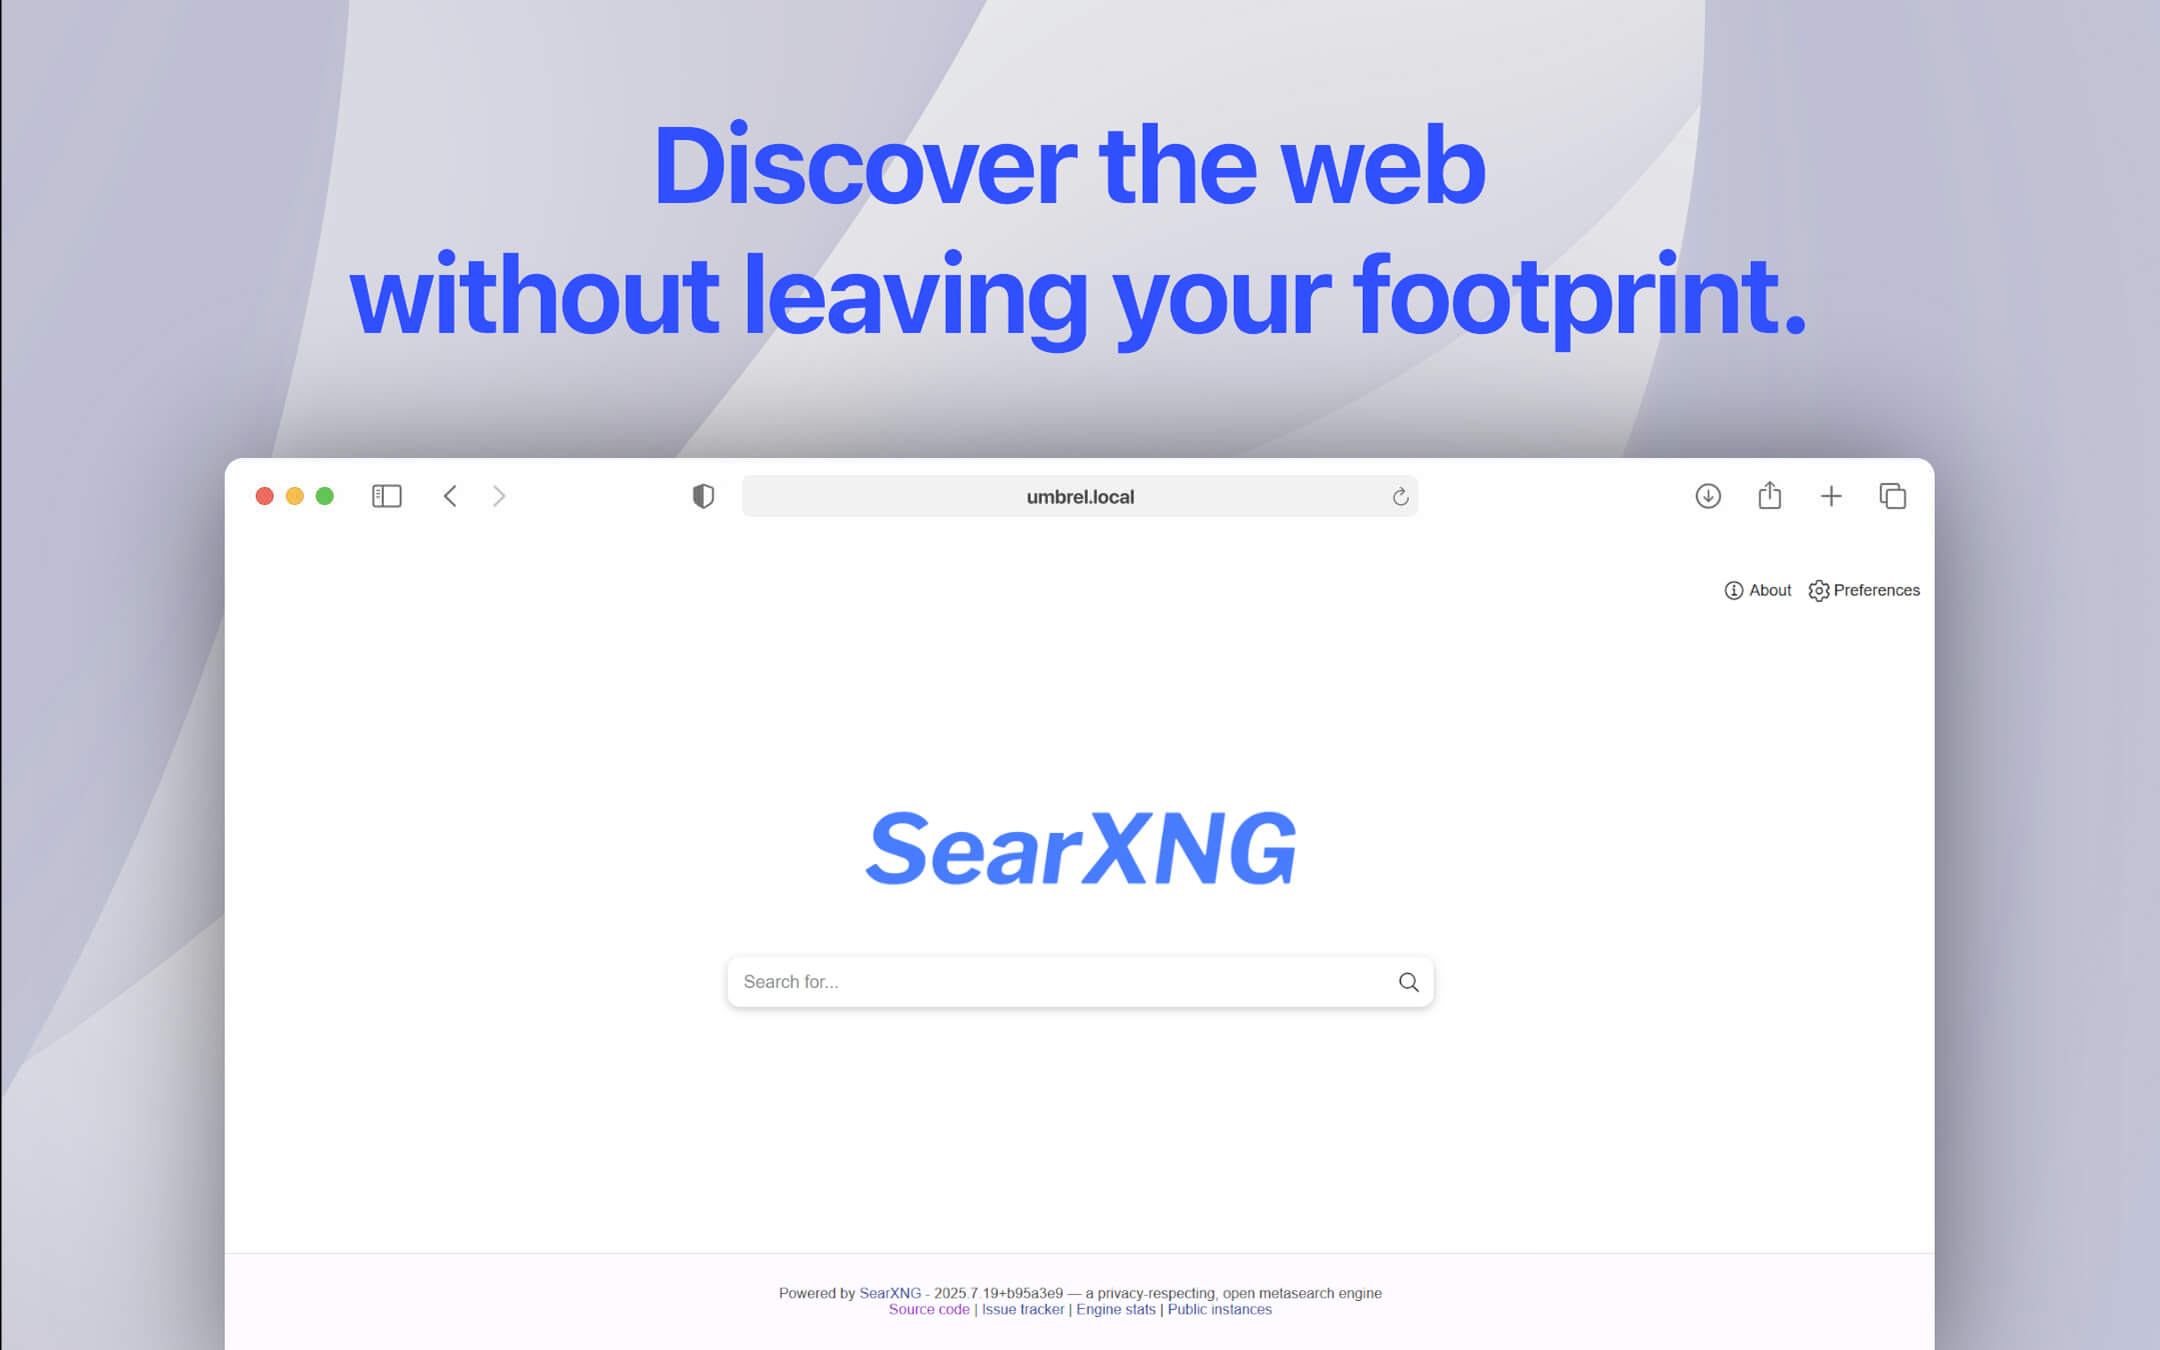 Discover the web
without leaving your footprint.
umbrel.local
About Preferences
SearXNG
Search for...
Powered by SearXNG - 2025.7.19+b95a3e9 — a privacy-respecting, open metasearch engine
Source code | Issue tracker | Engine stats | Public instances